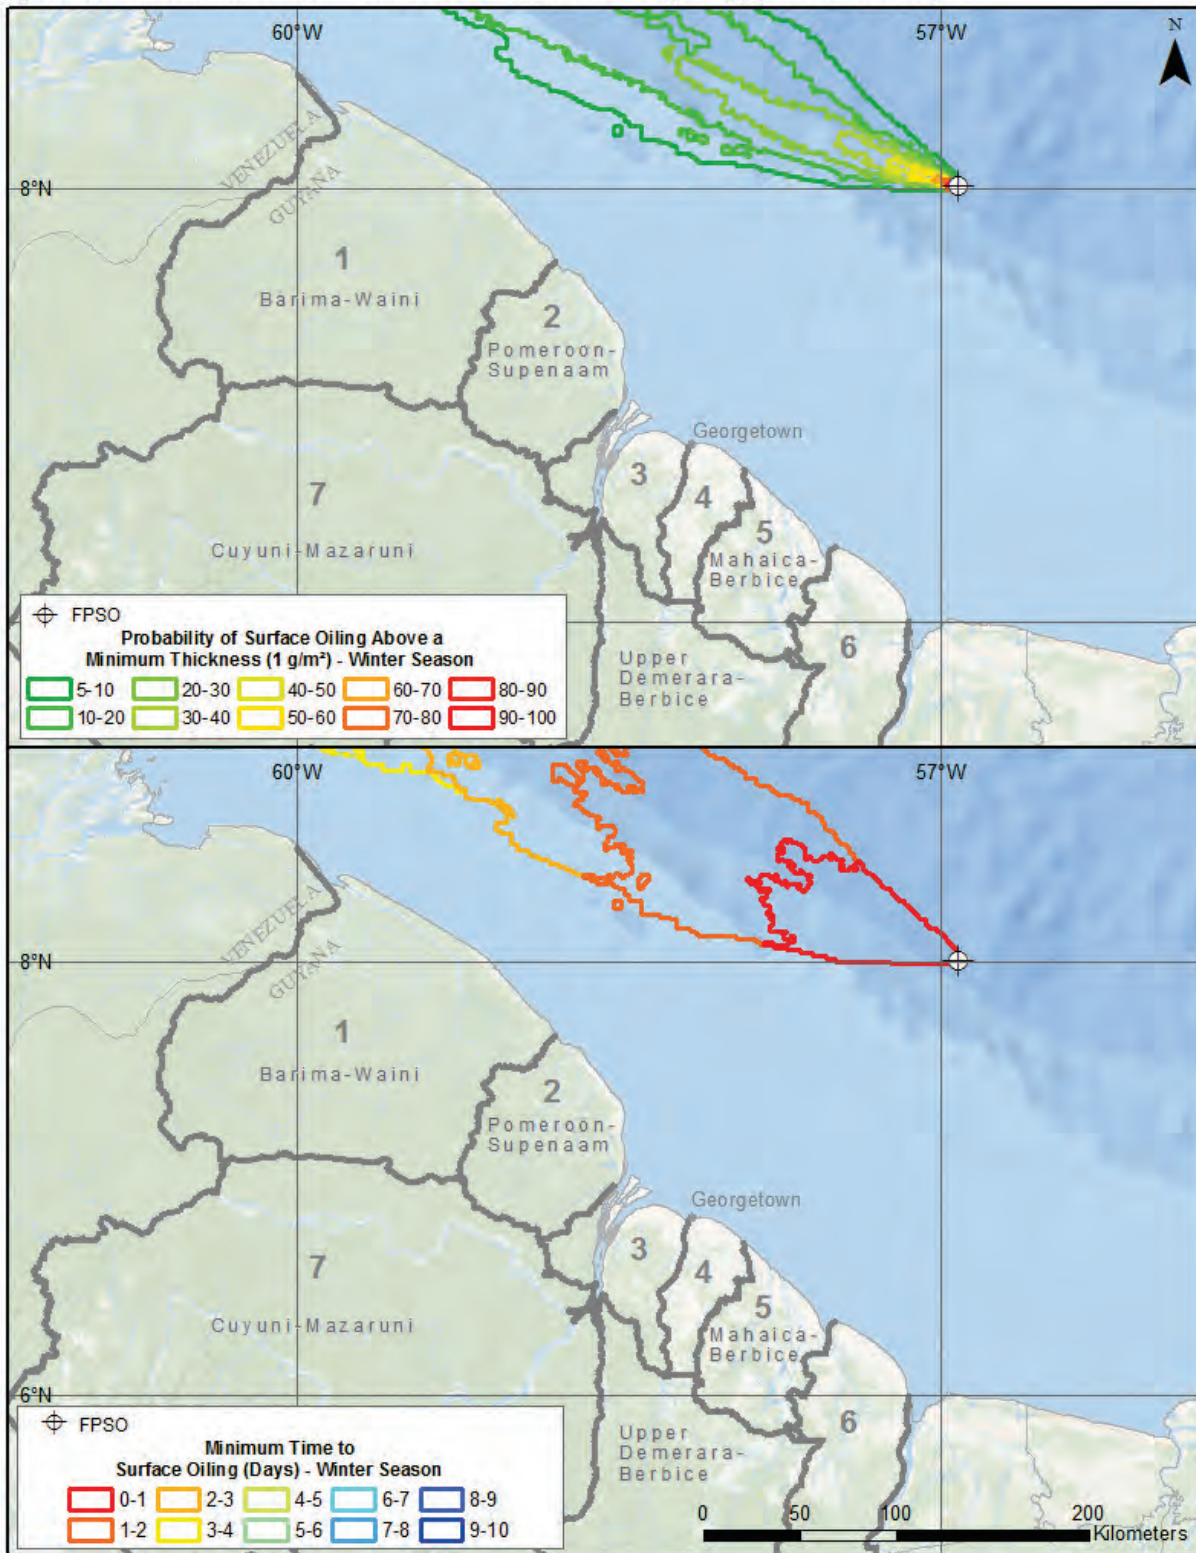 60°W
57°W
N
VENEZUELA
GUYANA
8°N
1
Barima-Waini
2
Pomeroon-
Supenaam
Georgetown
3
4
7
5
Cuyuni-Mazaruni
Mahaica-
Berbice
6
Upper
Demerara-
Berbice
FPSO
Probability of Surface Oiling Above a
Minimum Thickness (1 g/m²) - Winter Season
5-10 20-30 40-50 60-70 80-90
10-20 30-40 50-60 70-80 90-100
60°W
57°W
VENEZUELA
GUYANA
8°N
1
Barima-Waini
2
Pomeroon-
Supenaam
Georgetown
3
4
7
5
Cuyuni-Mazaruni
Mahaica-
Berbice
6°N
6
Upper
Demerara-
Berbice
FPSO
Minimum Time to
Surface Oiling (Days) - Winter Season
0-1 2-3 4-5 6-7 8-9
1-2 3-4 5-6 7-8 9-10
0 50 100 200
Kilometers